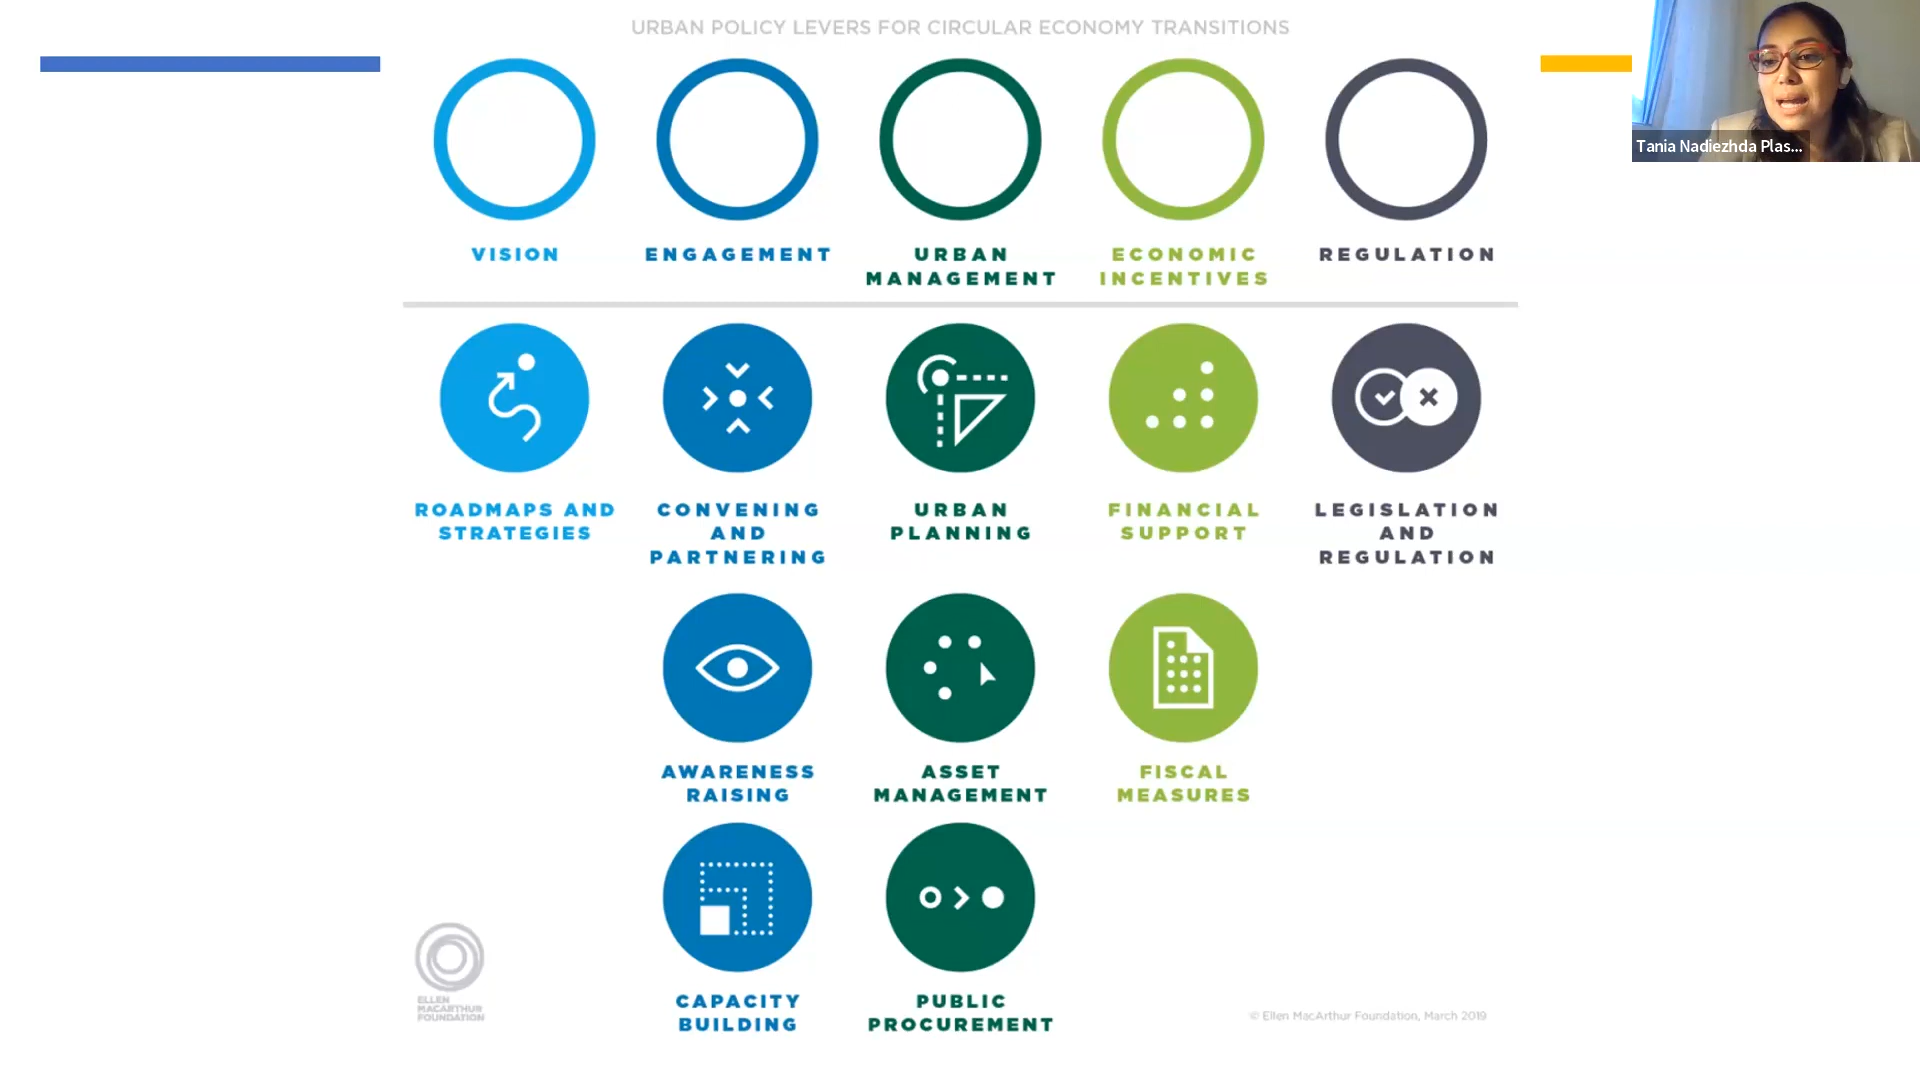 URBAN POLICY LEVERS FOR CIRCULAR ECONOMY TRANSITIONS
Tania Nadiezhda Plas...
VISION
ENGAGEMENT
URBAN
MANAGEMENT
ECONOMIC
INCENTIVES
REGULATION
ROADMAPS AND
STRATEGIES
CONVENING
AND
PARTNERING
URBAN
PLANNING
FINANCIAL
SUPPORT
LEGISLATION
AND
REGULATION
AWARENESS
RAISING
ASSET
MANAGEMENT
FISCAL
MEASURES
CAPACITY
BUILDING
PUBLIC
PROCUREMENT
ELLEN
MACARTHUR
FOUNDATION
© Ellen MacArthur Foundation, March 2019